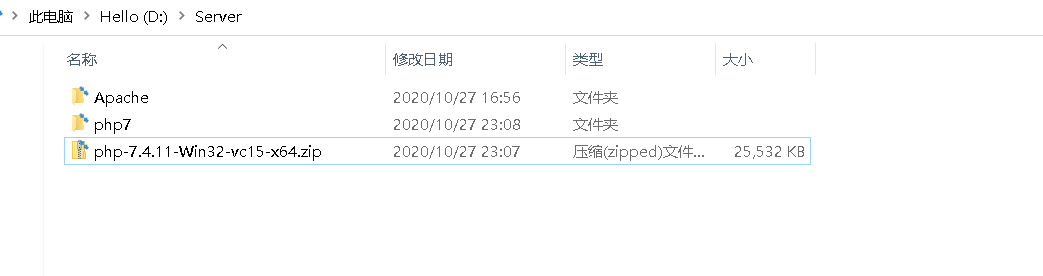 此电脑 > Hello (D:) > Server
名称 修改日期 类型 大小
Apache 2020/10/27 16:56 文件夹
php7 2020/10/27 23:08 文件夹
php-7.4.11-Win32-vc15-x64.zip 2020/10/27 23:07 压缩(zipped)文件... 25,532 KB